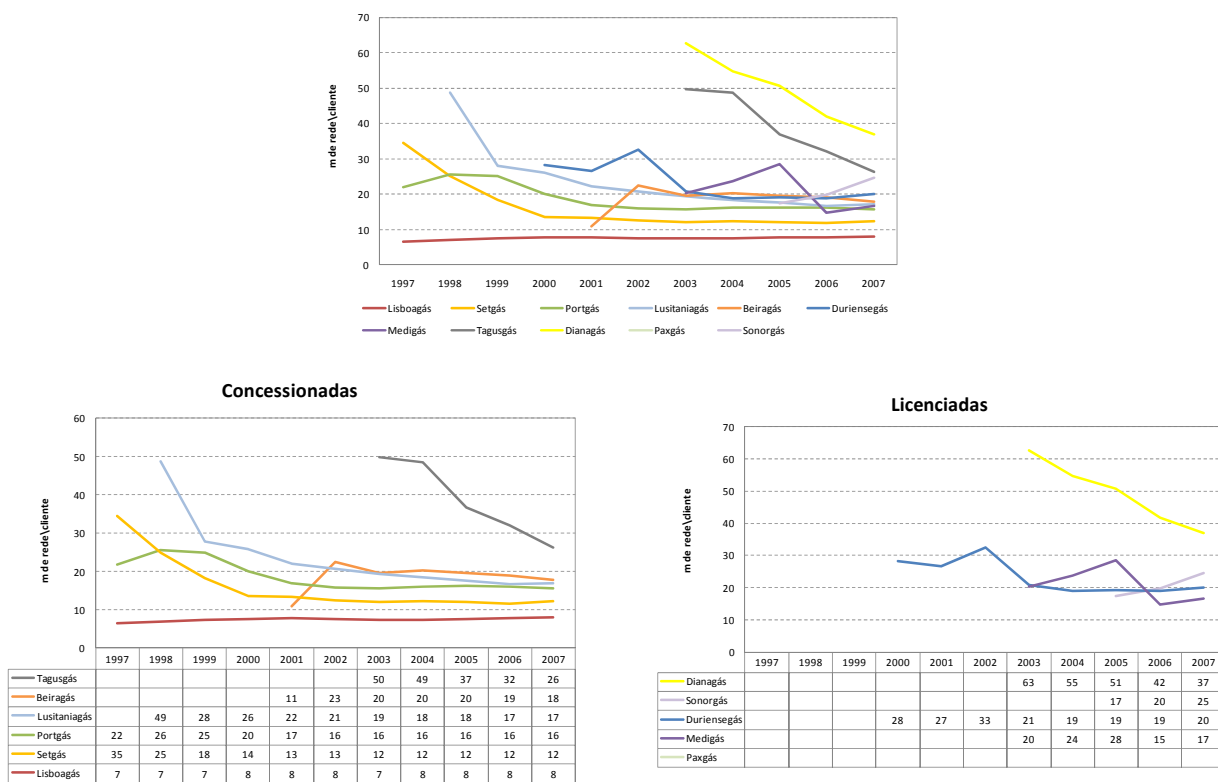 70
60
50
40
30
20
10
0
m de rede\cliente
1997 1998 1999 2000 2001 2002 2003 2004 2005 2006 2007
Lisboagás Setgás Portgás Lusitaniagás Beiragás Duriensegás
Medigás Tagusgás Dianagás Paxgás Sonorgás
Concessionadas
60
50
40
30
20
10
0
m de rede\cliente
1997 1998 1999 2000 2001 2002 2003 2004 2005 2006 2007
Tagusgás 50 49 37 32 26
Beiragás 11 23 20 20 20 19 18
Lusitaniagás 49 28 26 22 21 19 18 18 17 17
Portgás 22 26 25 20 17 16 16 16 16 16 16
Setgás 35 25 18 14 13 13 12 12 12 12 12
Lisboagás 7 7 7 8 8 8 7 8 8 8 8
Licenciadas
70
60
50
40
30
20
10
0
m de rede\cliente
1997 1998 1999 2000 2001 2002 2003 2004 2005 2006 2007
Dianagás 63 55 51 42 37
Sonorgás 17 20 25
Duriensegás 28 27 33 21 19 19 19 20
Medigás 20 24 28 15 17
Paxgás